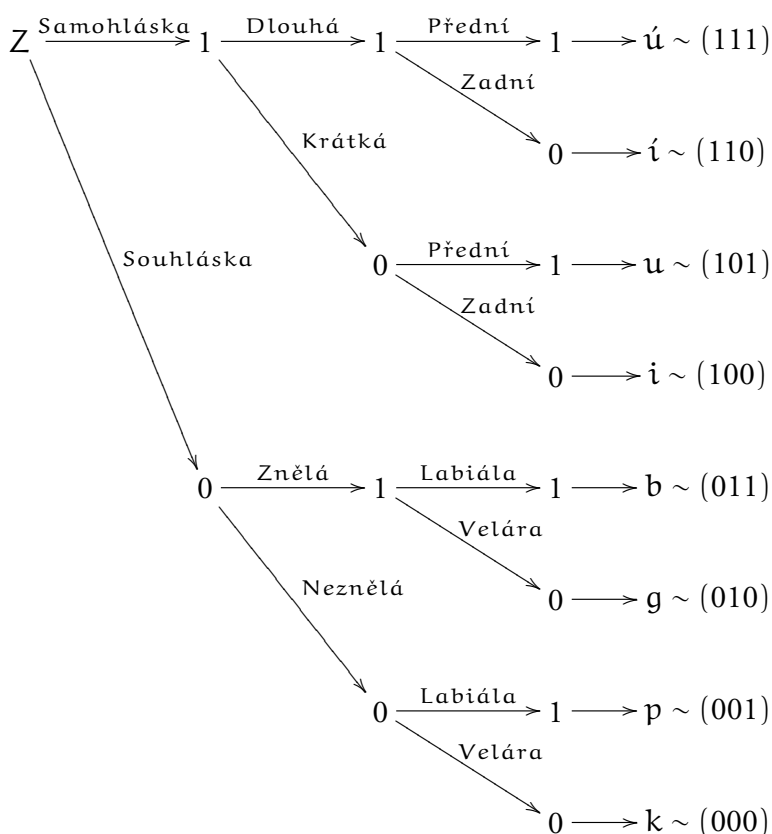 Z Samohláska 1 Dlouhá 1 Přední 1 ú ~ (111)
Zadní
Krátká 0 í ~ (110)
Souhláska 0 Přední 1 u ~ (101)
Zadní
0 i ~ (100)
0 Znělá 1 Labiála 1 b ~ (011)
Velára
Neznělá 0 g ~ (010)
0 Labiála 1 p ~ (001)
Velára
0 k ~ (000)